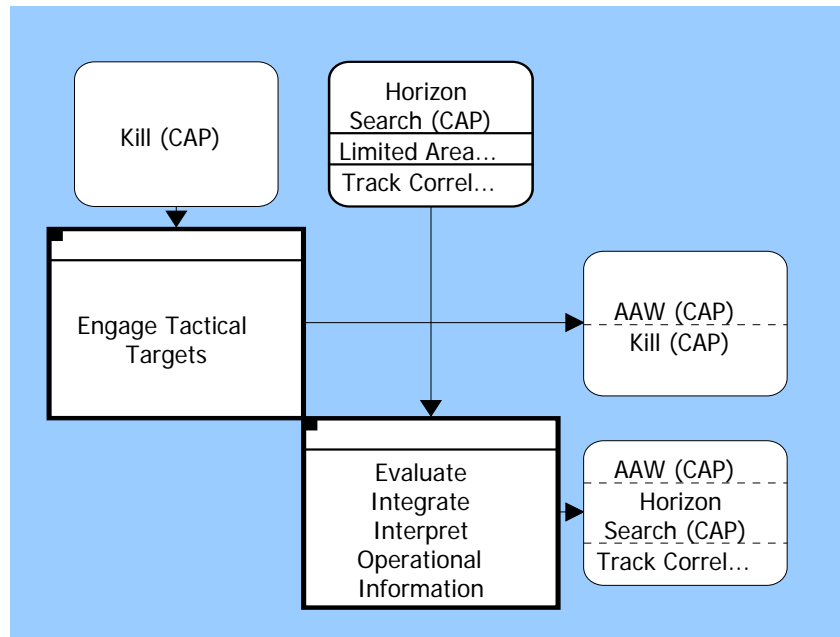 Kill (CAP)
Horizon
Search (CAP)
Limited Area...
Track Correl...
Engage Tactical
Targets
AAW (CAP)
Kill (CAP)
Evaluate
Integrate
Interpret
Operational
Information
AAW (CAP)
Horizon
Search (CAP)
Track Correl...